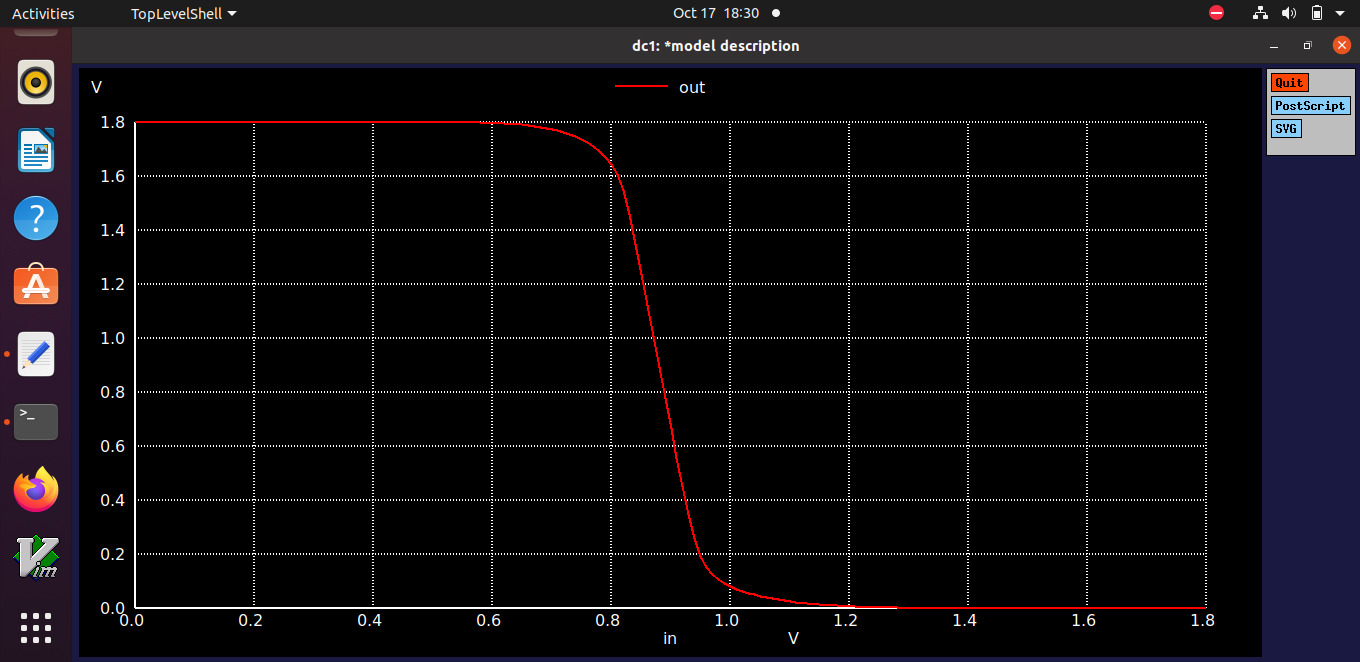 Activities
TopLevelShell
Oct 17 18:30
dc1: *model description
Quit
PostScript
SVG
V
out
1.8
1.6
1.4
1.2
1.0
0.8
0.6
0.4
0.2
0.0
0.0 0.2 0.4 0.6 0.8 1.0 1.2 1.4 1.6 1.8
in V
?
>_
Vim